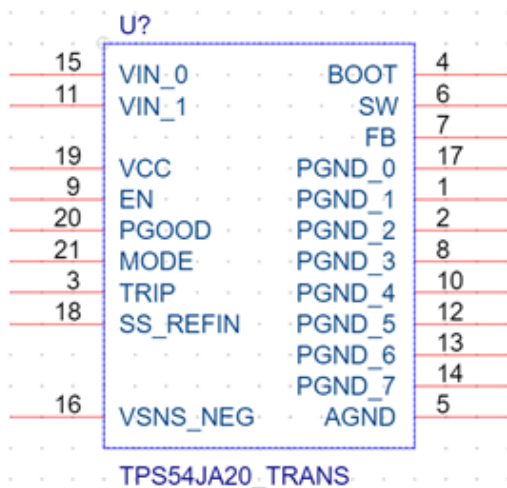 U?
15 VIN_0 BOOT 4
11 VIN_1 SW 6
FB 7
19 VCC PGND_0 17
9 EN PGND_1 1
20 PGOOD PGND_2 2
21 MODE PGND_3 8
3 TRIP PGND_4 10
18 SS_REFIN PGND_5 12
PGND_6 13
PGND_7 14
16 VSNS_NEG AGND 5
TPS54JA20_TRANS